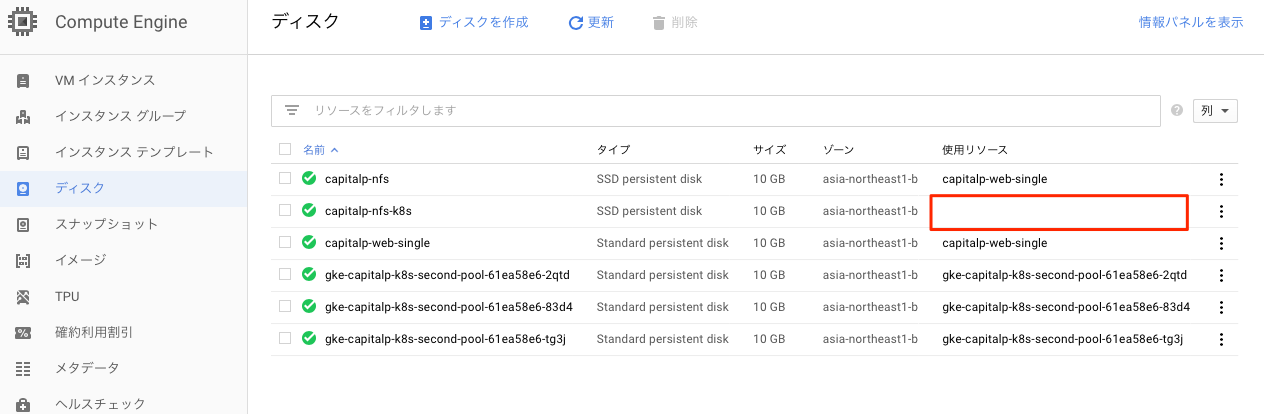 Compute Engine
ディスク
ディスクを作成
更新
削除
情報パネルを表示
VM インスタンス
インスタンス グループ
インスタンス テンプレート
ディスク
スナップショット
イメージ
TPU
確約利用割引
メタデータ
ヘルスチェック
リソースをフィルタします
?
列
名前 タイプ サイズ ゾーン 使用リソース
capitalp-nfs SSD persistent disk 10 GB asia-northeast1-b capitalp-web-single
capitalp-nfs-k8s SSD persistent disk 10 GB asia-northeast1-b
capitalp-web-single Standard persistent disk 10 GB asia-northeast1-b capitalp-web-single
gke-capitalp-k8s-second-pool-61ea58e6-2qtd Standard persistent disk 10 GB asia-northeast1-b gke-capitalp-k8s-second-pool-61ea58e6-2qtd
gke-capitalp-k8s-second-pool-61ea58e6-83d4 Standard persistent disk 10 GB asia-northeast1-b gke-capitalp-k8s-second-pool-61ea58e6-83d4
gke-capitalp-k8s-second-pool-61ea58e6-tg3j Standard persistent disk 10 GB asia-northeast1-b gke-capitalp-k8s-second-pool-61ea58e6-tg3j